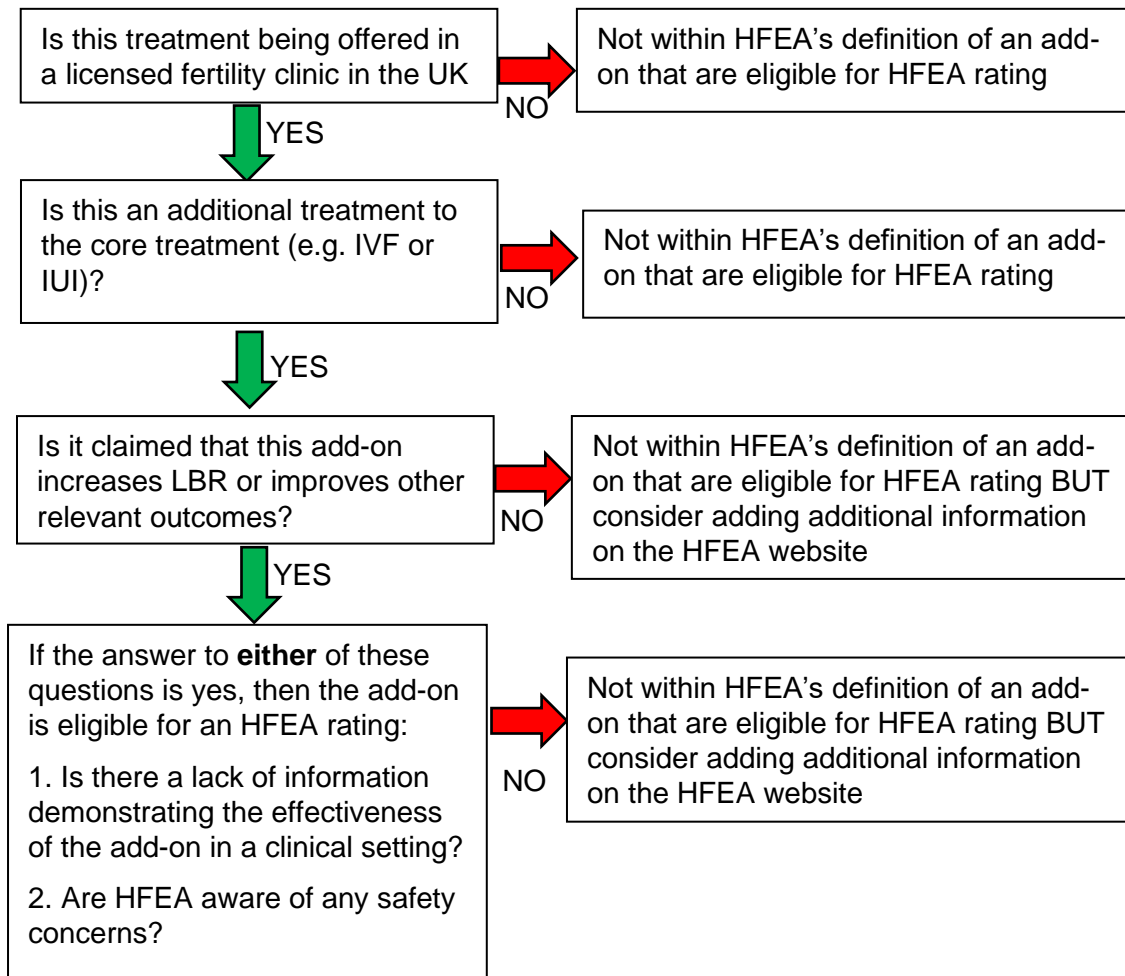 Is this treatment being offered in
a licensed fertility clinic in the UK
NO
Not within HFEA’s definition of an add-
on that are eligible for HFEA rating
YES
Is this an additional treatment to
the core treatment (e.g. IVF or
IUI)?
NO
Not within HFEA’s definition of an add-
on that are eligible for HFEA rating
YES
Is it claimed that this add-on
increases LBR or improves other
relevant outcomes?
NO
Not within HFEA’s definition of an add-
on that are eligible for HFEA rating BUT
consider adding additional information
on the HFEA website
YES
If the answer to either of these
questions is yes, then the add-on
is eligible for an HFEA rating:
1. Is there a lack of information
demonstrating the effectiveness
of the add-on in a clinical setting?
2. Are HFEA aware of any safety
concerns?
NO
Not within HFEA’s definition of an add-
on that are eligible for HFEA rating BUT
consider adding additional information
on the HFEA website